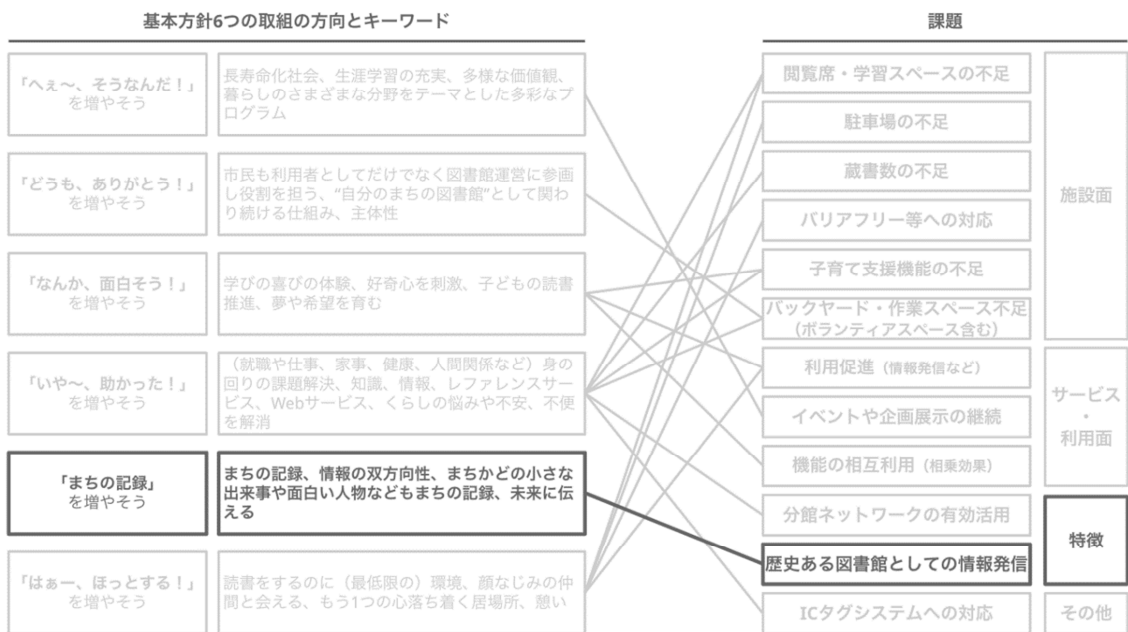 基本方針6つの取組の方向とキーワード
課題
「へぇ〜、そうなんだ！」
を増やそう
長寿命化社会、生涯学習の充実、多様な価値観、
暮らしのさまざまな分野をテーマとした多彩なプ
ログラム
「どうも、ありがとう！」
を増やそう
市民も利用者としてだけでなく図書館運営に参画
し役割を担う、“自分のまちの図書館”として関わ
り続ける仕組み、主体性
「なんか、面白そう！」
を増やそう
学びの喜びの体験、好奇心を刺激、子どもの読書
推進、夢や希望を育む
「いや〜、助かった！」
を増やそう
（就職や仕事、家事、健康、人間関係など）身の
回りの課題解決、知識、情報、レファレンスサー
ビス、Webサービス、くらしの悩みや不安、不便
を解消
「まちの記録」
を増やそう
まちの記録、情報の双方向性、まちかどの小さな
出来事や面白い人物などもまちの記録、未来に伝
える
「はぁー、ほっとする！」
を増やそう
読書をするのに（最低限の）環境、顔なじみの仲
間と会える、もう1つの心落ち着く居場所、憩い
閲覧席・学習スペースの不足
駐車場の不足
蔵書数の不足
バリアフリー等への対応
子育て支援機能の不足
バックヤード・作業スペース不足
（ボランティアスペース含む）
施設面
利用促進（情報発信など）
イベントや企画展示の継続
機能の相互利用（相乗効果）
サービス
・
利用面
分館ネットワークの有効活用
歴史ある図書館としての情報発信
特徴
ICタグシステムへの対応
その他